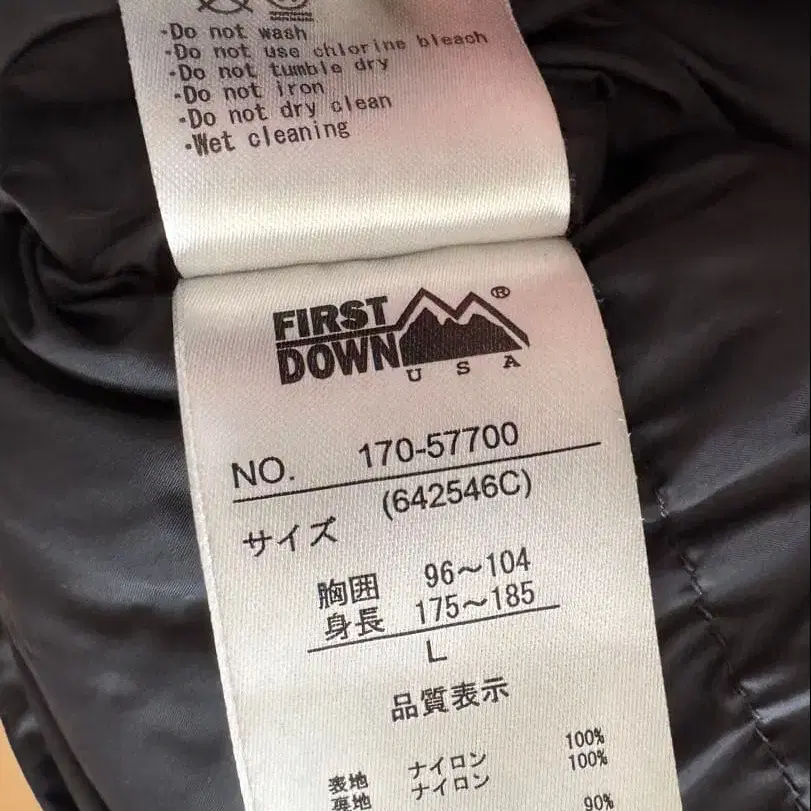 ·Do not wash
·Do not use chlorine bleach
·Do not tumble dry
·Do not iron
·Do not dry clean
·Wet cleaning
FIRST
DOWN
®
USA
NO. 170-57700
(642546C)
サイズ
胸囲 96～104
身長 175～185
L
品質表示
表地 ナイロン 100%
裏地 ナイロン 100%
90%